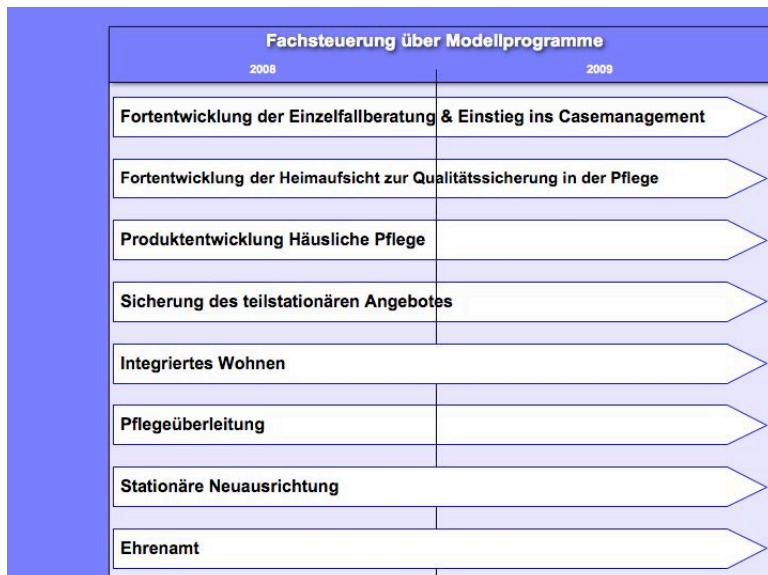 Fachsteuerung über Modellprogramme
2008 2009
Fortentwicklung der Einzelfallberatung & Einstieg ins Casemanagement
Fortentwicklung der Heimaufsicht zur Qualitätssicherung in der Pflege
Produktentwicklung Häusliche Pflege
Sicherung des teilstationären Angebotes
Integriertes Wohnen
Pflegeüberleitung
Stationäre Neuausrichtung
Ehrenamt